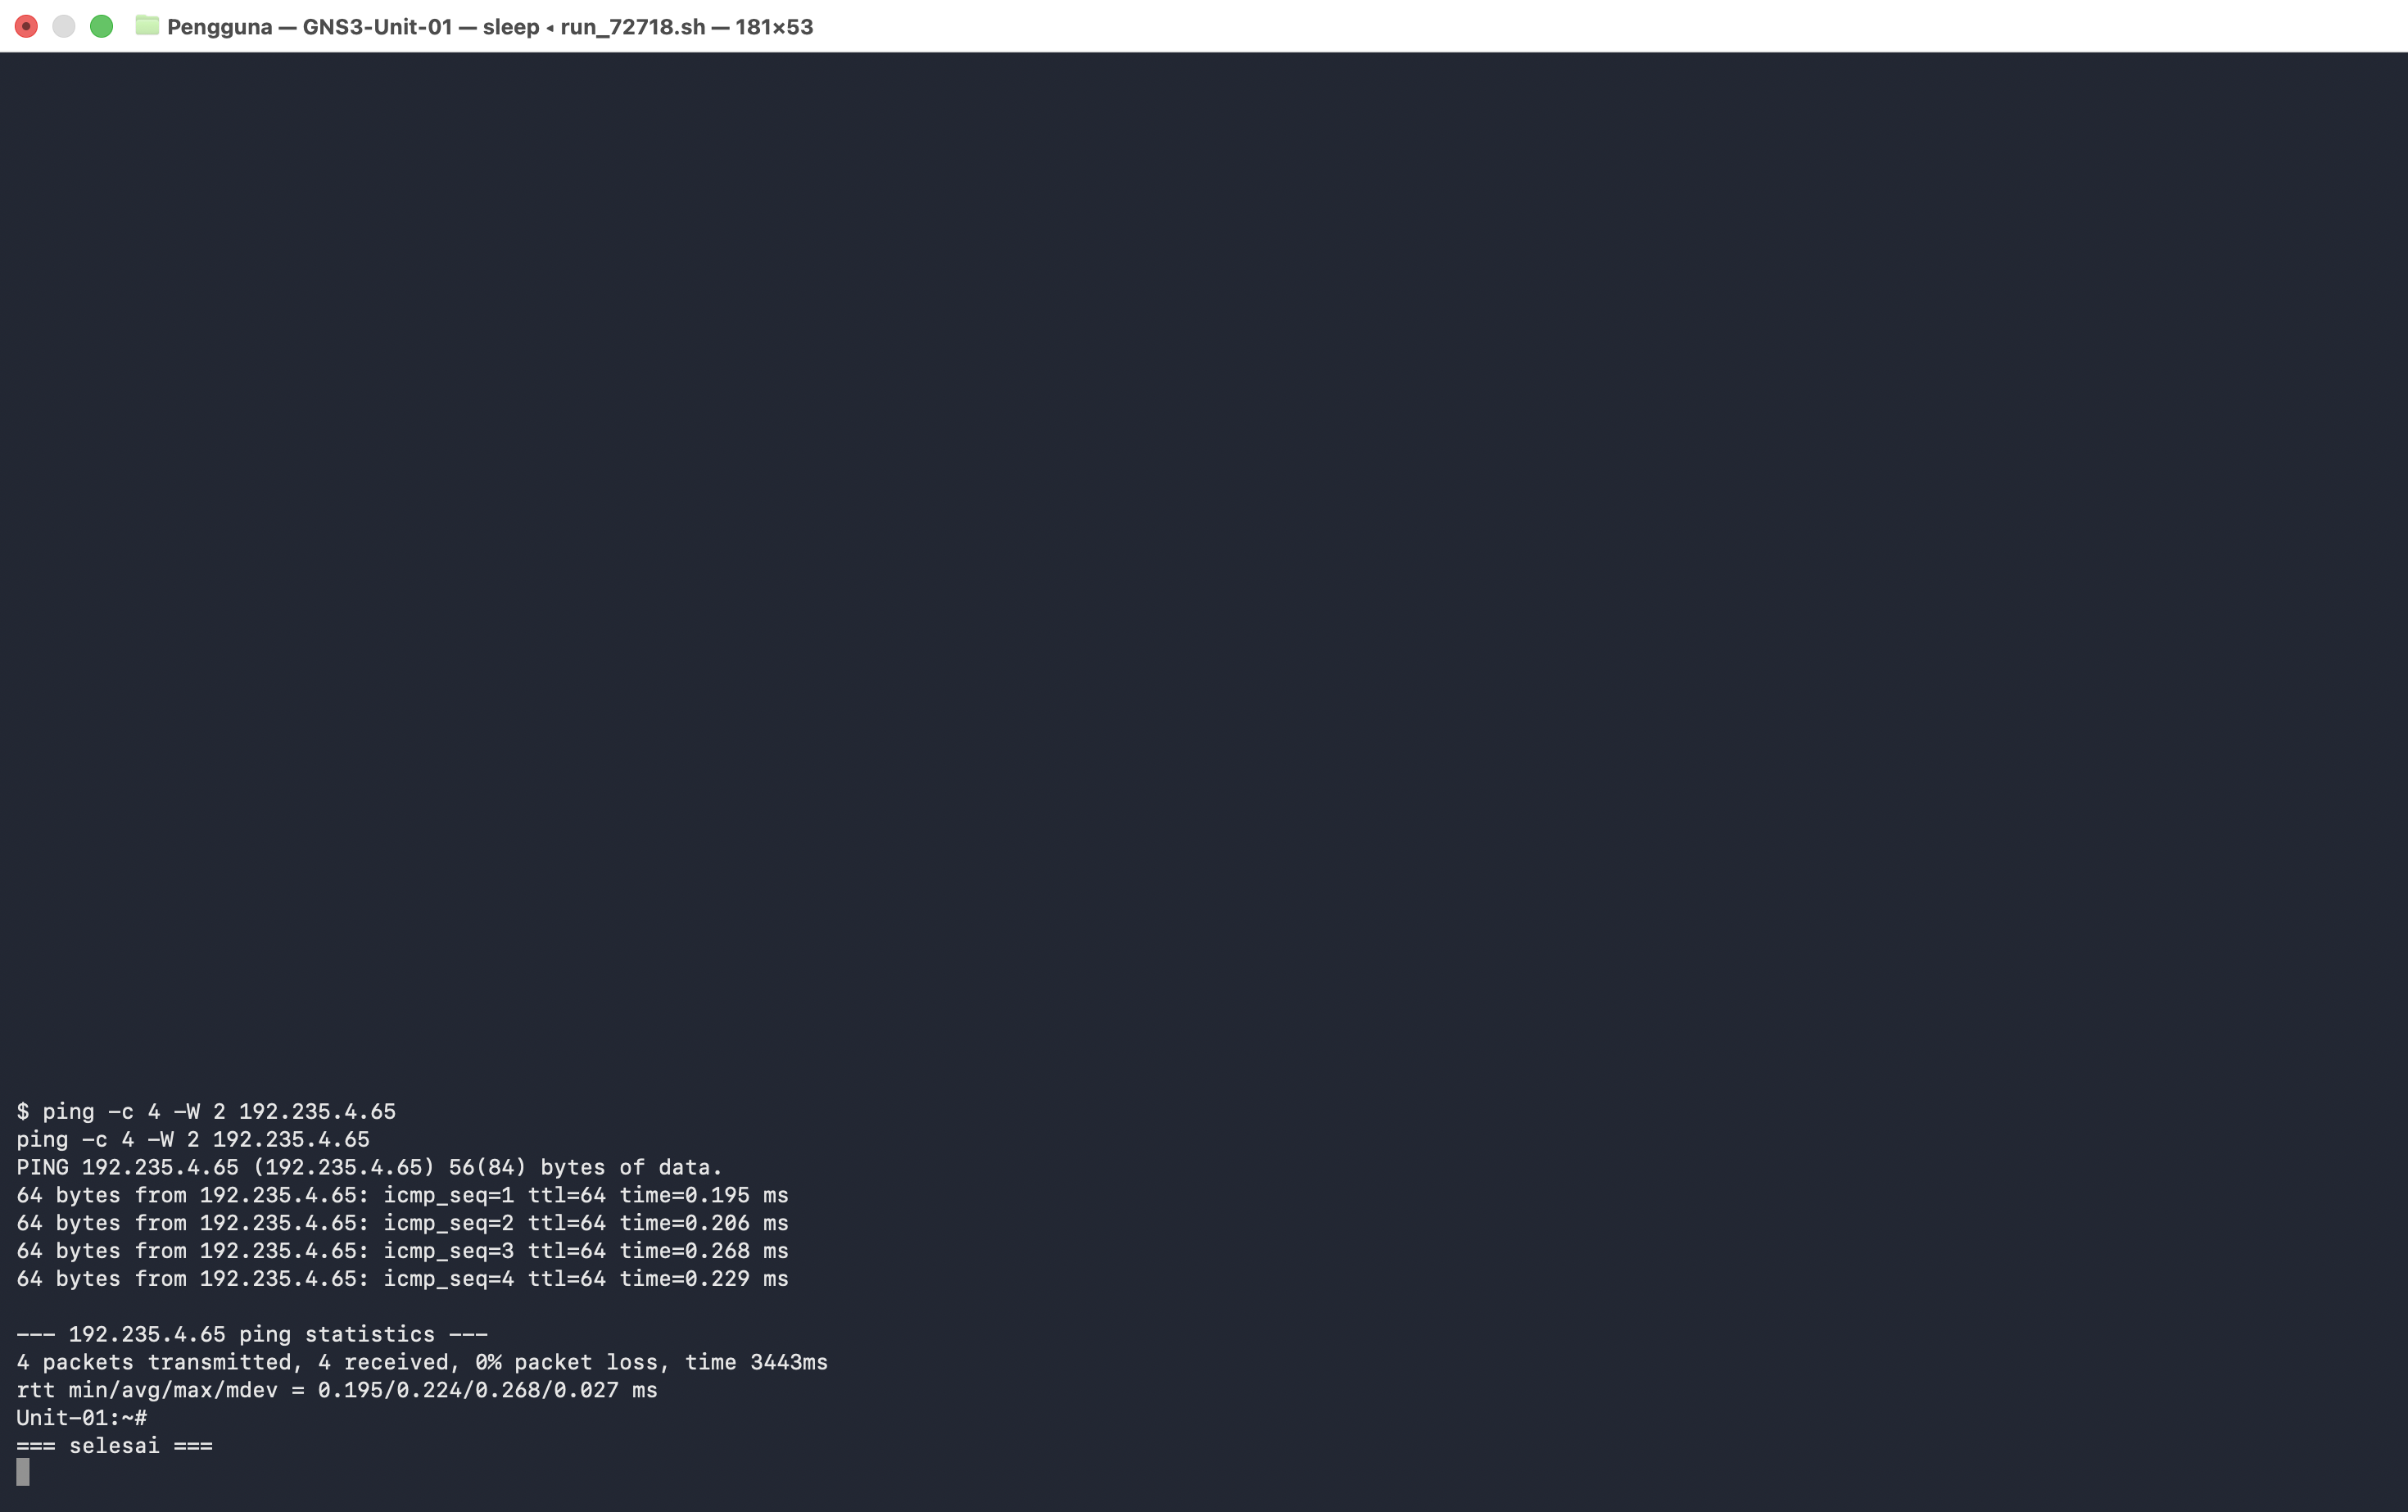 Pengguna — GNS3-Unit-01 — sleep ◂ run_72718.sh — 181×53
$ ping -c 4 -W 2 192.235.4.65
ping -c 4 -W 2 192.235.4.65
PING 192.235.4.65 (192.235.4.65) 56(84) bytes of data.
64 bytes from 192.235.4.65: icmp_seq=1 ttl=64 time=0.195 ms
64 bytes from 192.235.4.65: icmp_seq=2 ttl=64 time=0.206 ms
64 bytes from 192.235.4.65: icmp_seq=3 ttl=64 time=0.268 ms
64 bytes from 192.235.4.65: icmp_seq=4 ttl=64 time=0.229 ms
--- 192.235.4.65 ping statistics ---
4 packets transmitted, 4 received, 0% packet loss, time 3443ms
rtt min/avg/max/mdev = 0.195/0.224/0.268/0.027 ms
Unit-01:~#
=== selesai ===